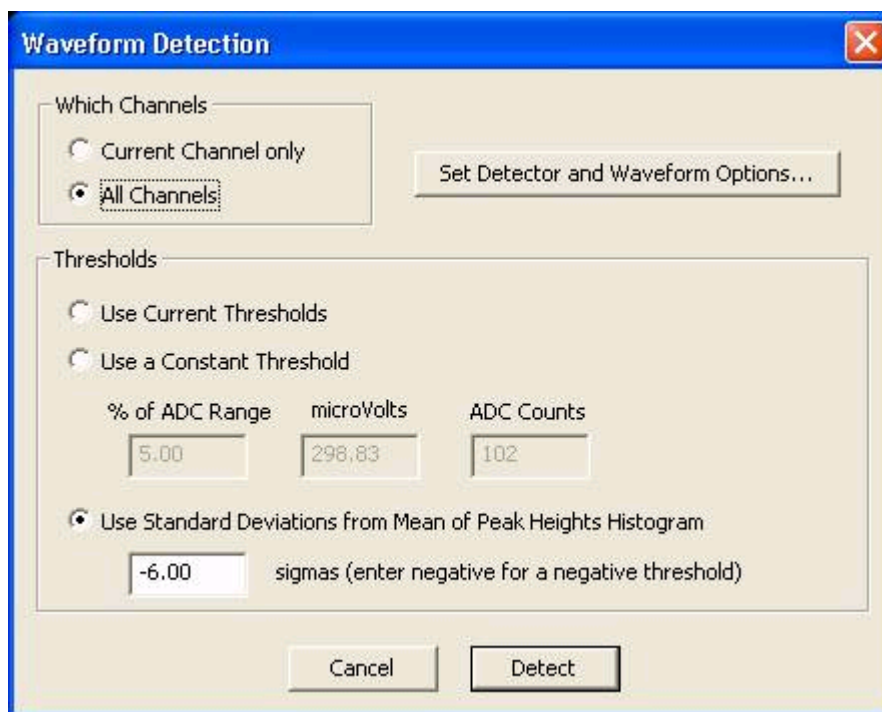 Waveform Detection
Which Channels
Current Channel only
All Channels
Set Detector and Waveform Options...
Thresholds
Use Current Thresholds
Use a Constant Threshold
% of ADC Range microVolts ADC Counts
5.00 298.83 102
Use Standard Deviations from Mean of Peak Heights Histogram
-6.00 sigmas (enter negative for a negative threshold)
Cancel Detect